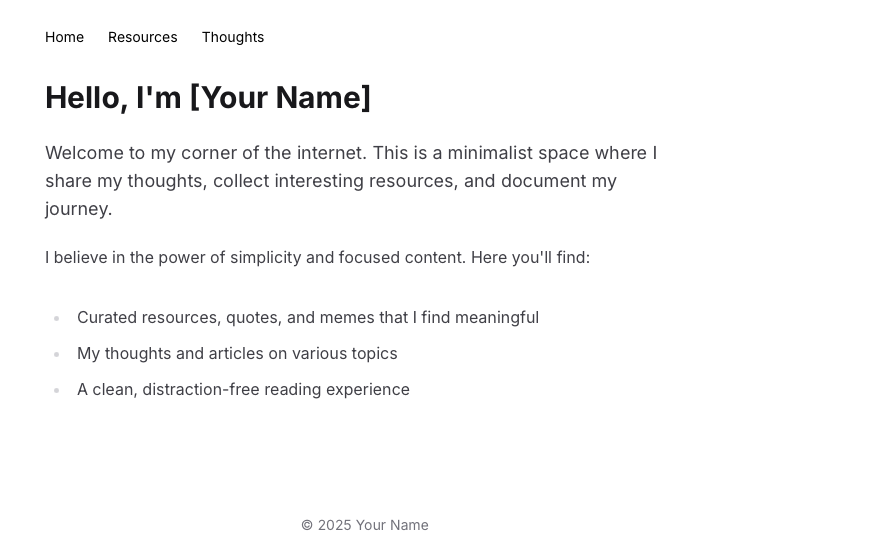 Home Resources Thoughts
Hello, I'm [Your Name]
Welcome to my corner of the internet. This is a minimalist space where I
share my thoughts, collect interesting resources, and document my
journey.
I believe in the power of simplicity and focused content. Here you'll find:
Curated resources, quotes, and memes that I find meaningful
My thoughts and articles on various topics
A clean, distraction-free reading experience
© 2025 Your Name